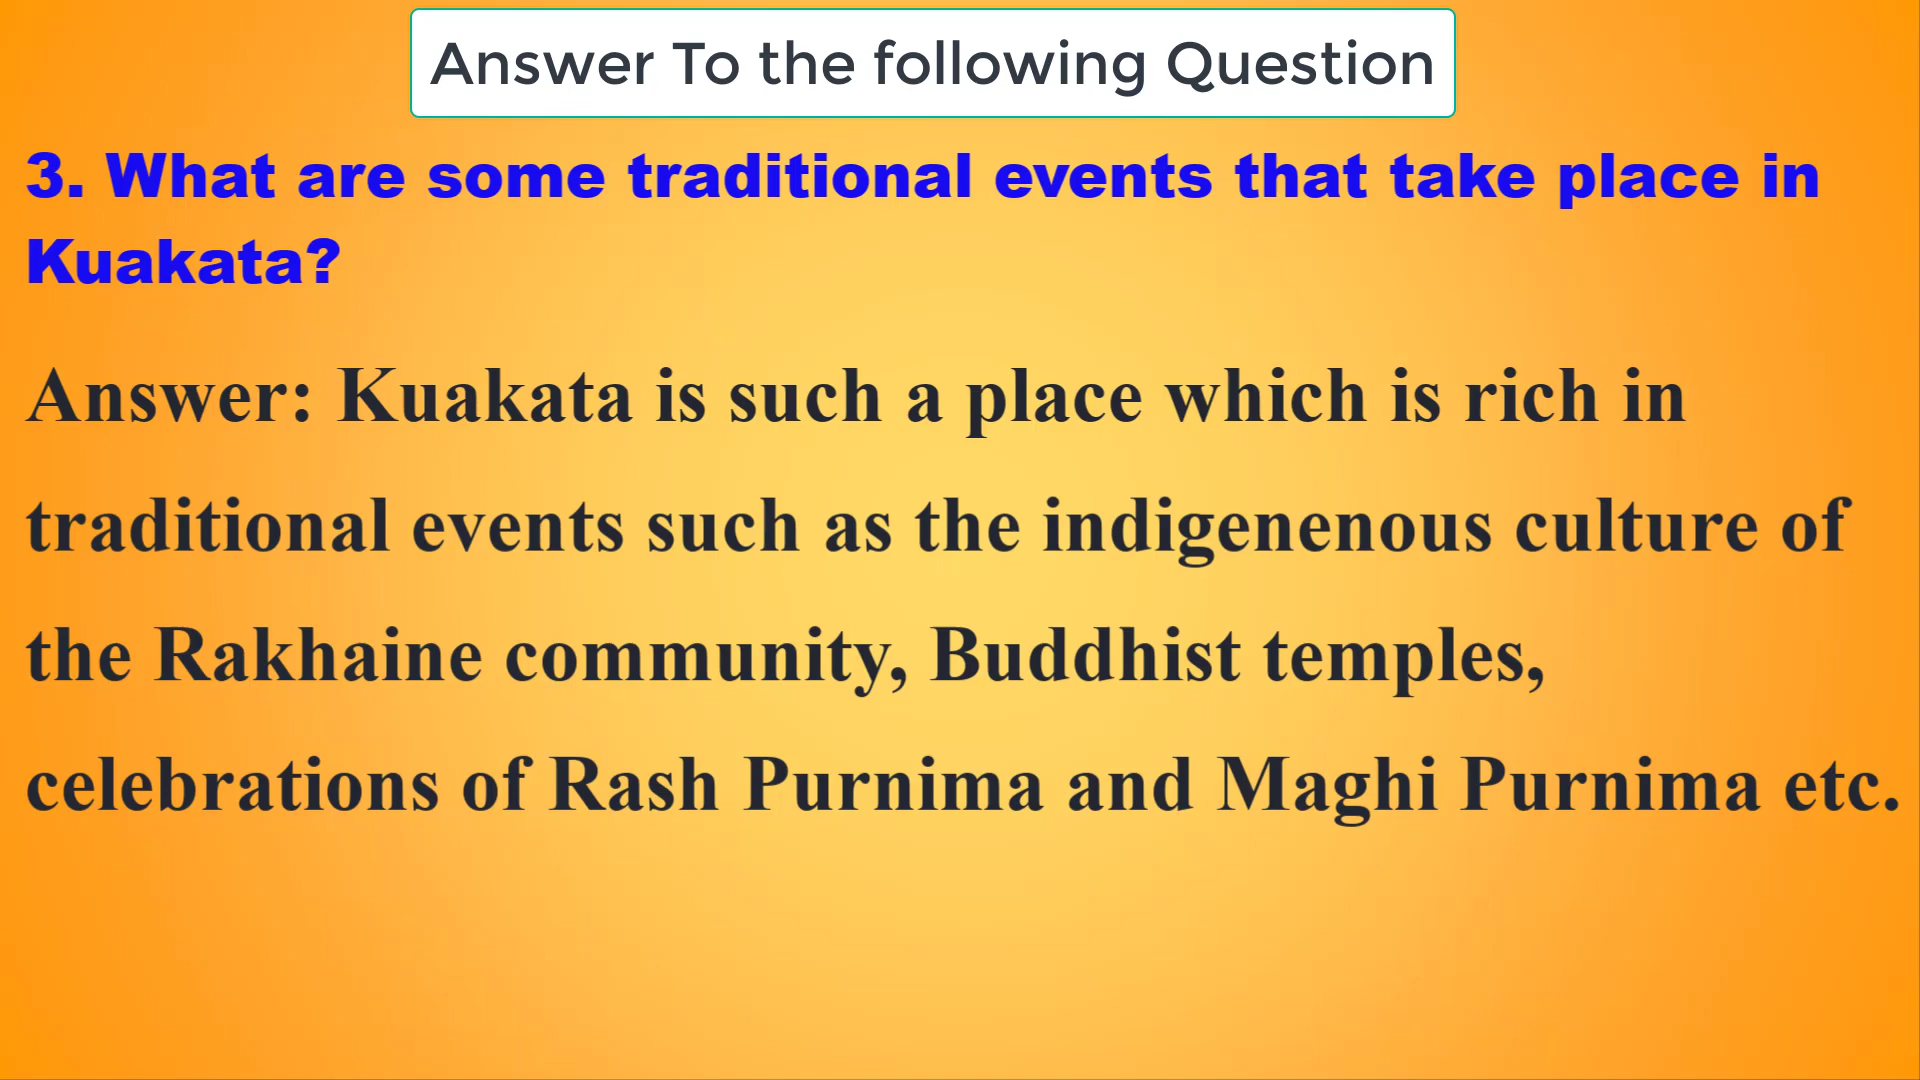 Answer To the following Question
3. What are some traditional events that take place in
Kuakata?
Answer: Kuakata is such a place which is rich in
traditional events such as the indigenenous culture of
the Rakhaine community, Buddhist temples,
celebrations of Rash Purnima and Maghi Purnima etc.